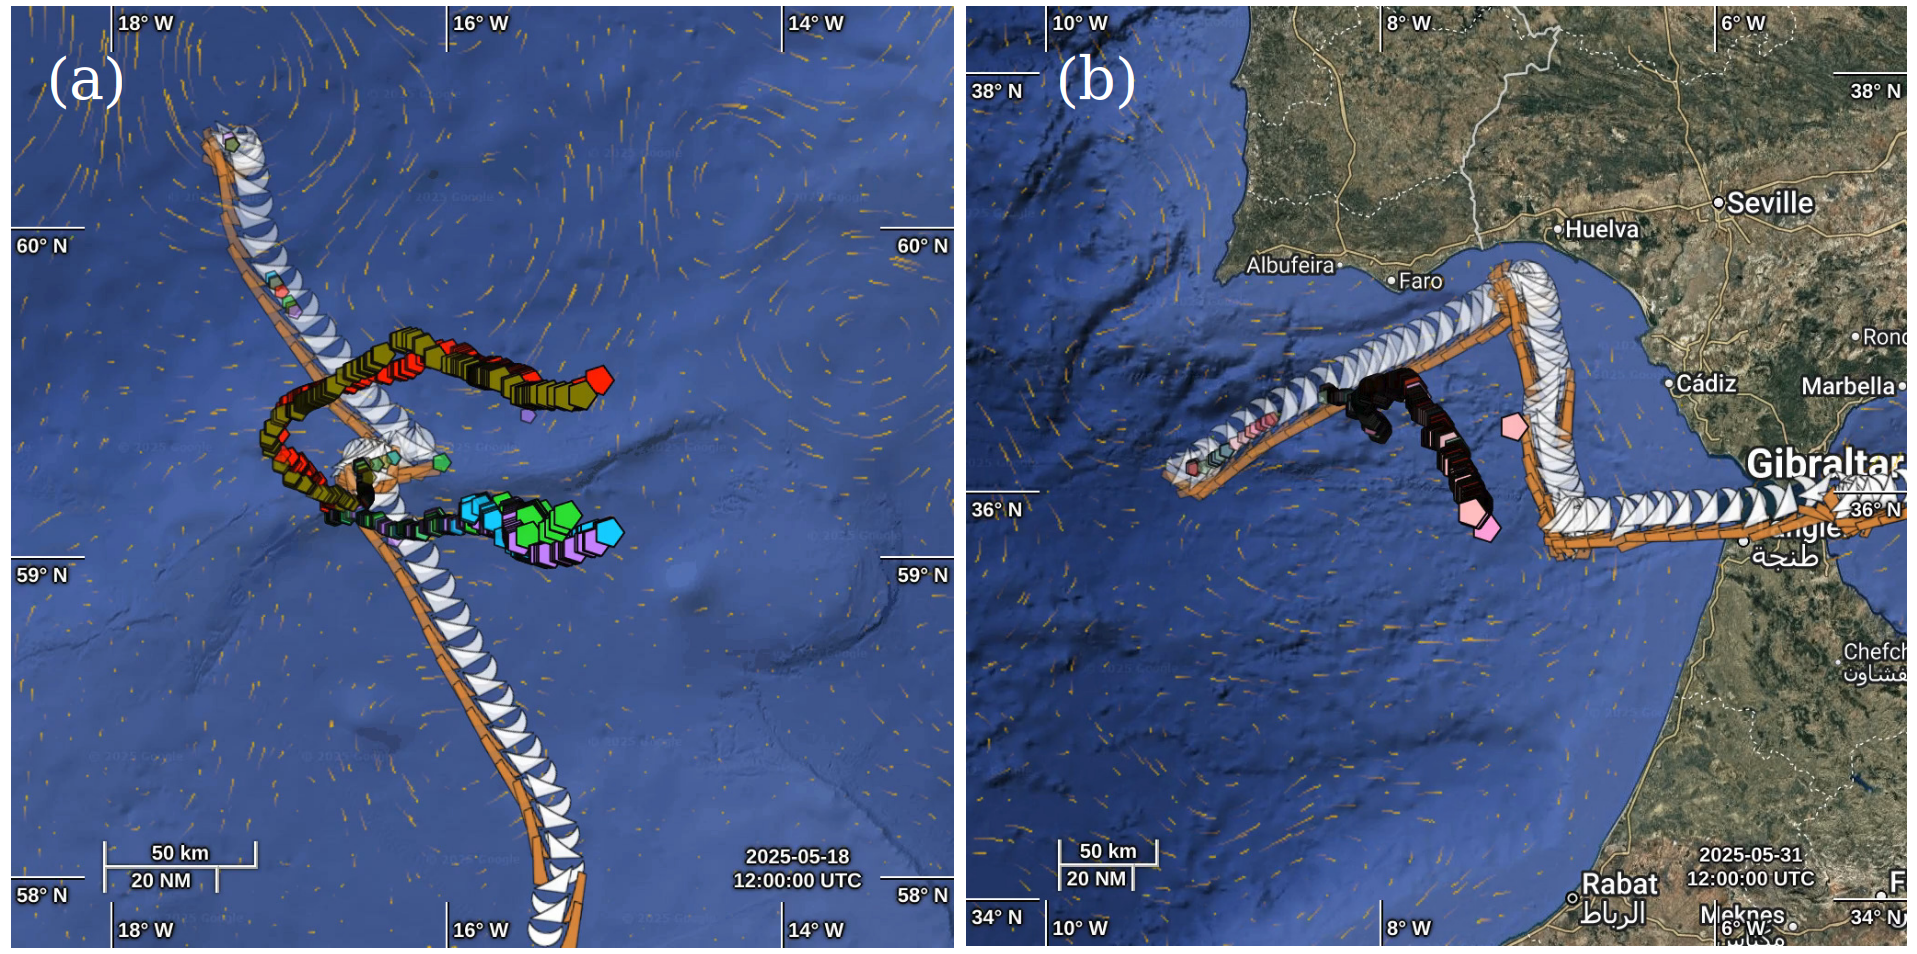 18° W
16° W
14° W
(a)
60° N
60° N
59° N
59° N
50 km
20 NM
2025-05-18
12:00:00 UTC
58° N
58° N
18° W
16° W
14° W
10° W
8° W
6° W
(b)
38° N
38° N
Seville
Huelva
Albufeira
Faro
Rond
Cádiz
Marbella
Gibraltar
36° N
36° N
طنجة
Chefch
50 km
20 NM
2025-05-31
12:00:00 UTC
Rabat
الرباط
Meknes
34° N
34° N
10° W
8° W
6° W